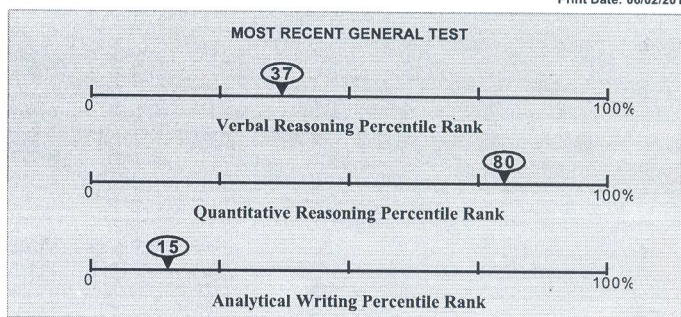 MOST RECENT GENERAL TEST
37
0 100%
Verbal Reasoning Percentile Rank
80
0 100%
Quantitative Reasoning Percentile Rank
15
0 100%
Analytical Writing Percentile Rank